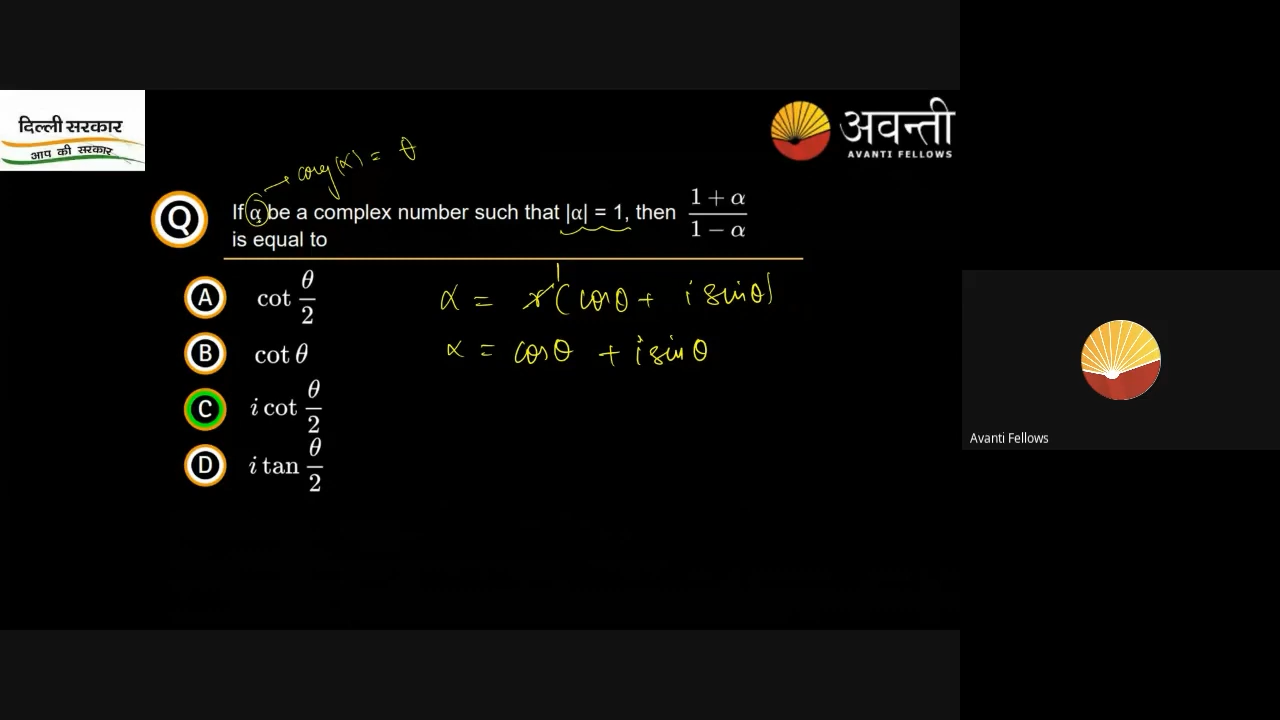 दिल्ली सरकार
आप की सरकार
अवन्ती
AVANTI FELLOWS
arg(α) = θ
Q
If α be a complex number such that |α| = 1, then (1 + α)/(1 − α)
is equal to
A cot θ/2
B cot θ
C i cot θ/2
D i tan θ/2
1
α = r (cosθ + i sinθ)
α = cosθ + i sinθ
Avanti Fellows